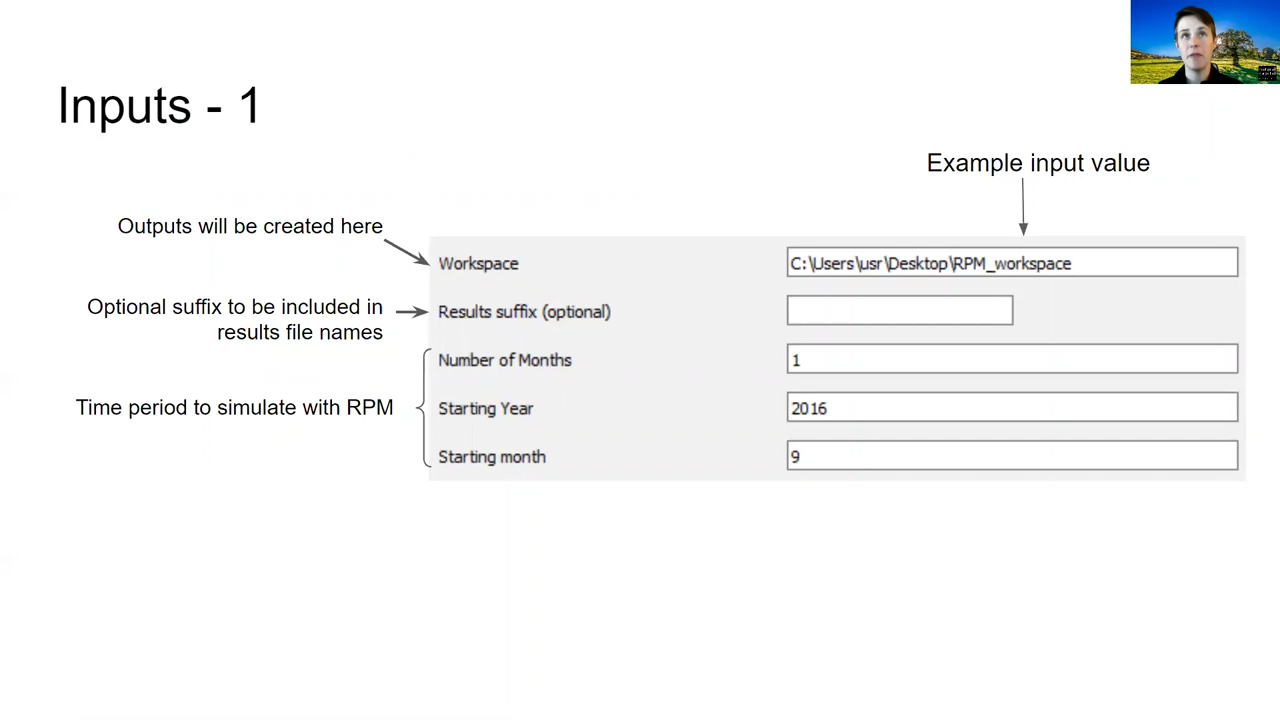 Inputs - 1
Example input value
Outputs will be created here
Workspace
C:\Users\usr\Desktop\RPM_workspace
Optional suffix to be included in
results file names
Results suffix (optional)
Number of Months
1
Time period to simulate with RPM
Starting Year
2016
Starting month
9